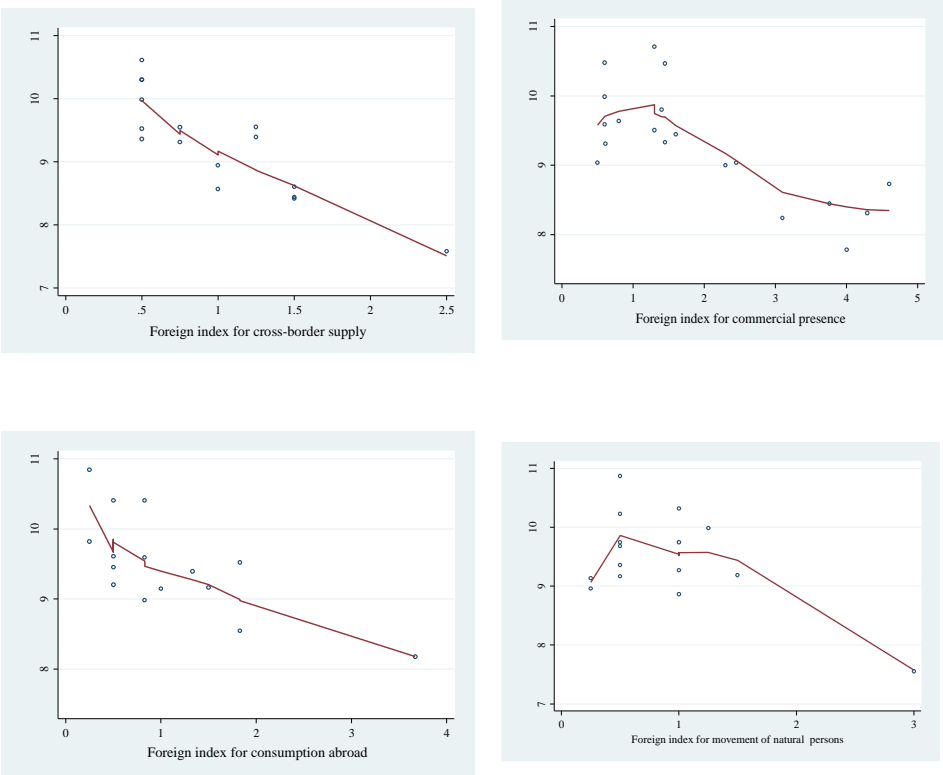 11
10
9
8
7
0 .5 1 1.5 2 2.5
Foreign index for cross-border supply
11
10
9
8
0 1 2 3 4 5
Foreign index for commercial presence
11
10
9
8
0 1 2 3 4
Foreign index for consumption abroad
11
10
9
8
7
0 1 2 3
Foreign index for movement of natural persons